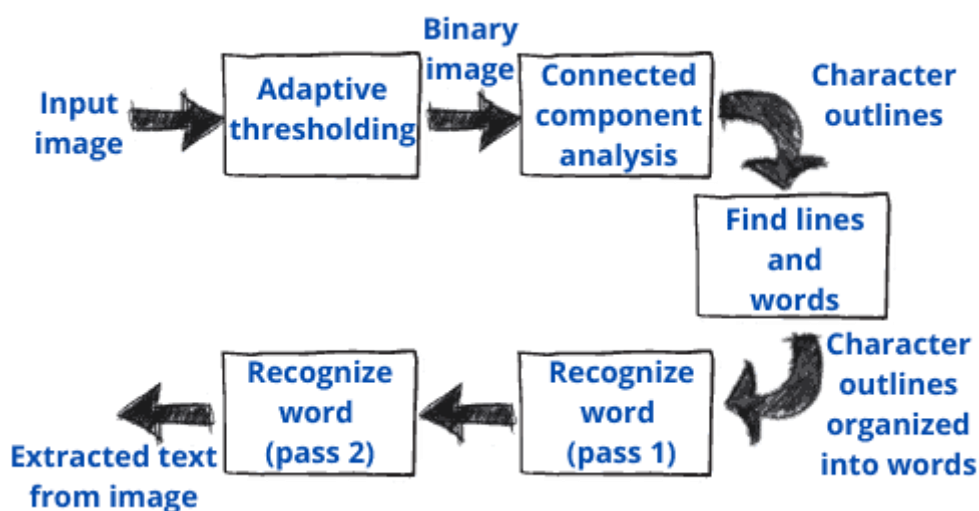 Input
image
Adaptive
thresholding
Binary
image
Connected
component
analysis
Character
outlines
Find lines
and
words
Character
outlines
organized
into words
Recognize
word
(pass 1)
Recognize
word
(pass 2)
Extracted text
from image